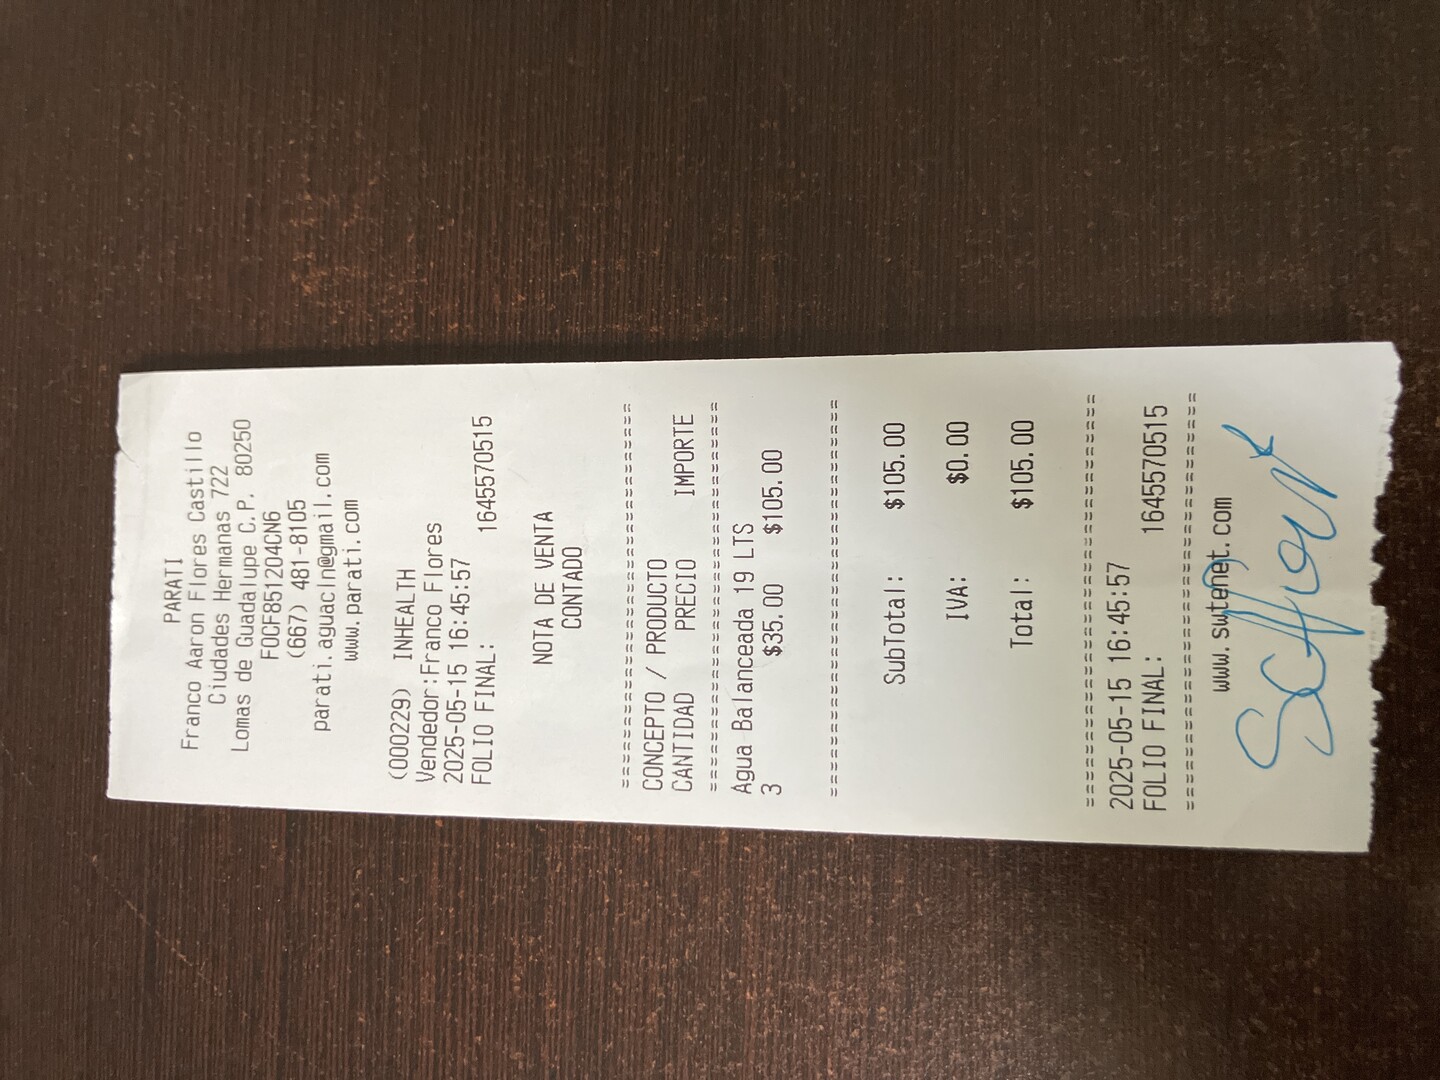 PARATI
Franco Aaron Flores Castillo
Ciudades Hermanas 722
Lomas de Guadalupe C.P. 80250
FOCF851204CN6
(667) 481-8105
parati.aguacln@gmail.com
www.parati.com
(000229) INHEALTH
Vendedor:Franco Flores
2025-05-15 16:45:57
FOLIO FINAL: 1645570515
NOTA DE VENTA
CONTADO
==============================
CONCEPTO / PRODUCTO
CANTIDAD PRECIO IMPORTE
==============================
Agua Balanceada 19 LTS
3 $35.00 $105.00
==============================
SubTotal: $105.00
IVA: $0.00
Total: $105.00
==============================
2025-05-15 16:45:57
FOLIO FINAL: 1645570515
==============================
www.swtenet.com